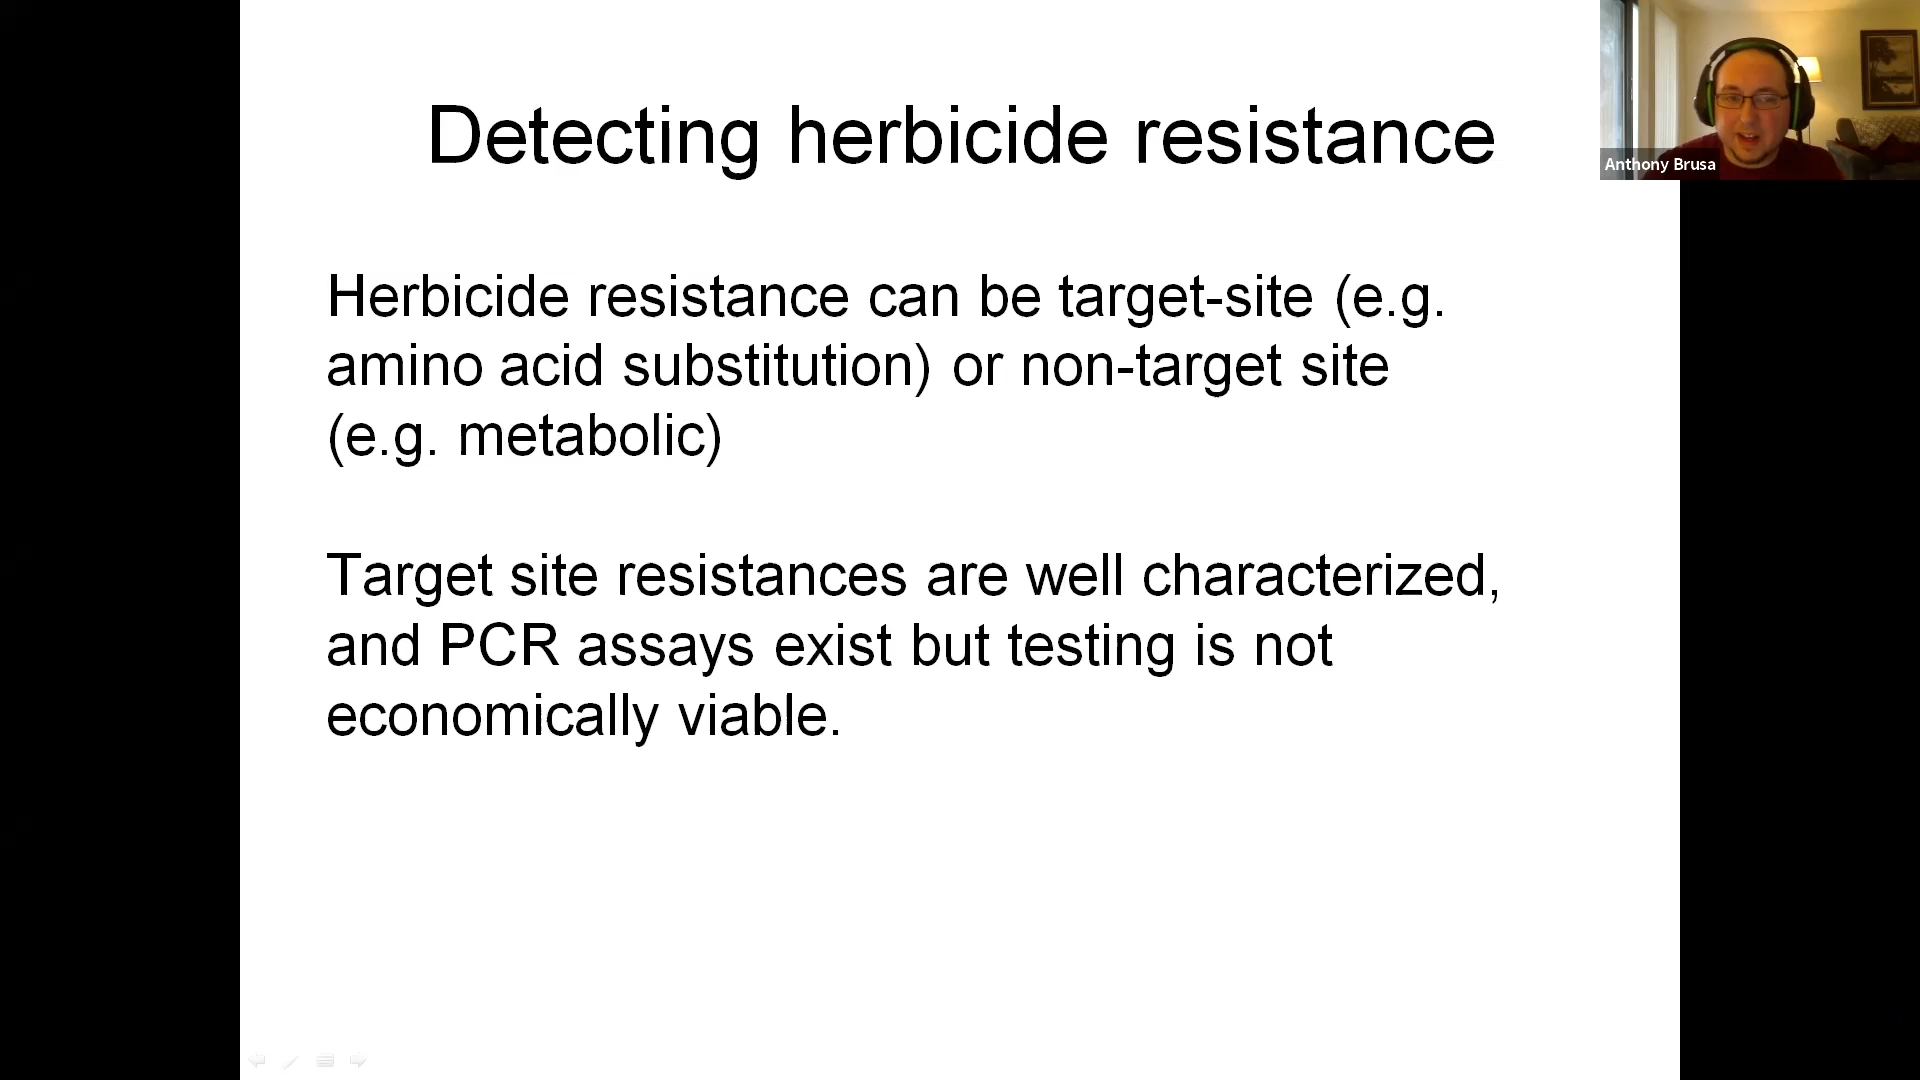 Detecting herbicide resistance
Anthony Brusa
Herbicide resistance can be target-site (e.g.
amino acid substitution) or non-target site
(e.g. metabolic)
Target site resistances are well characterized,
and PCR assays exist but testing is not
economically viable.